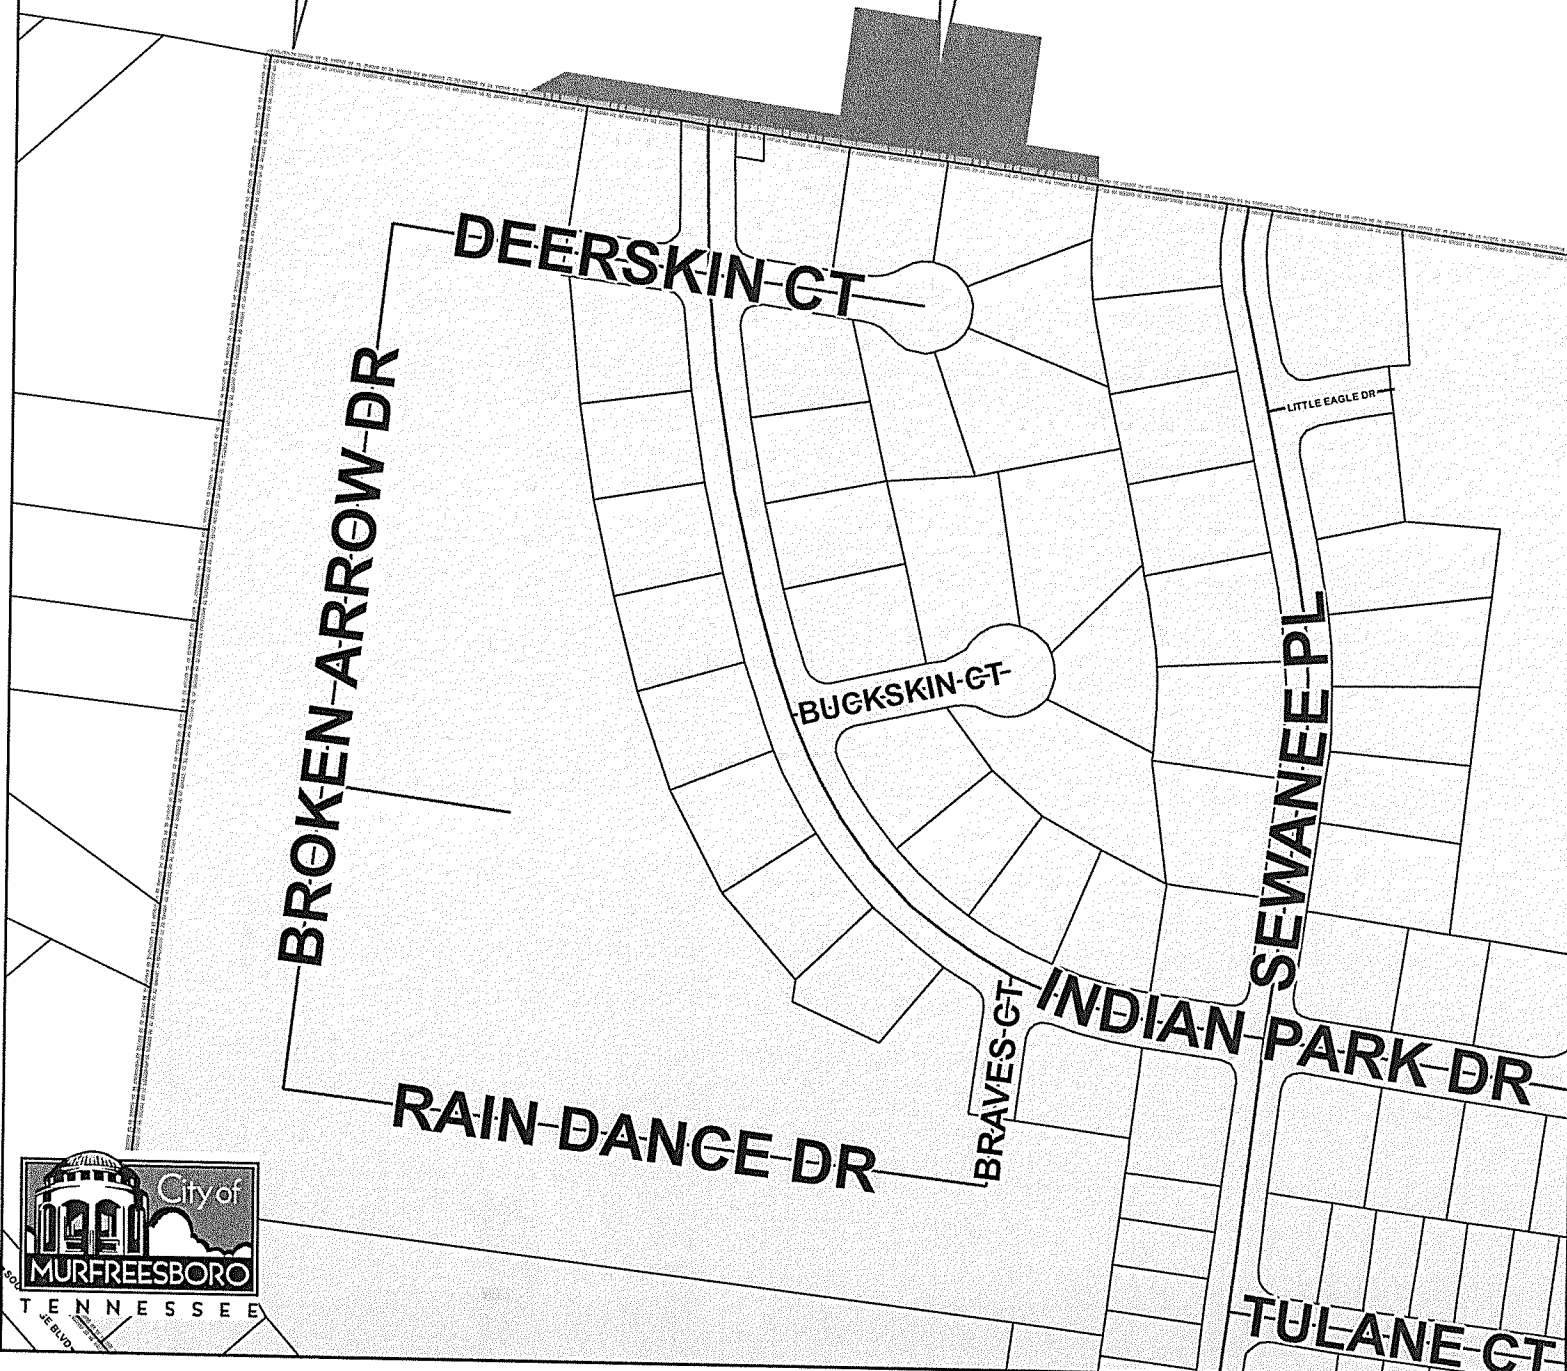 DEERSKIN CT
BROKEN ARROW DR
LITTLE EAGLE DR
BUCKSKIN CT
SEWANEE PL
INDIAN PARK DR
BRAVES CT
RAIN DANCE DR
TULANE CT
City of
MURFREESBORO
TENNESSEE
BLVD